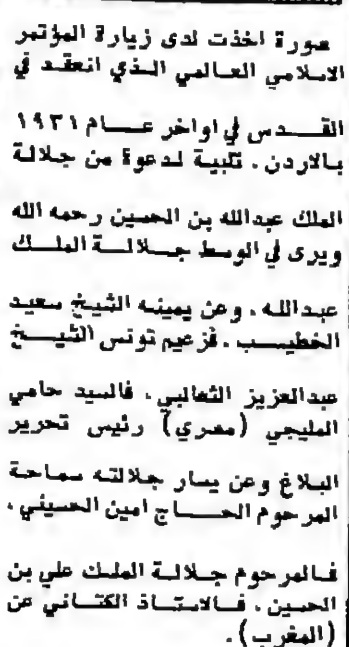 صورة اخذت لدى زيارة المؤتمر
الاسلامي العالمي الذي انعقد في
القدس في اواخر عام ١٩٣١
بالاردن . تلبية لدعوة من جلالة
الملك عبدالله بن الحسين رحمه الله
ويرى في الوسط جلالة الملك
عبدالله . وعن يمينه الشيخ سعيد
الخطيب . فزعيم تونس الشيخ
عبدالعزيز الثعالبي . فالسيد حامي
المليجي (مصري) رئيس تحرير
البلاغ وعن يسار جلالته سماحة
المرحوم الحاج امين الحسيني .
فالمرحوم جلالة الملك علي بن
الحسين . فالاستاذ الكتاني عن
(المغرب) .